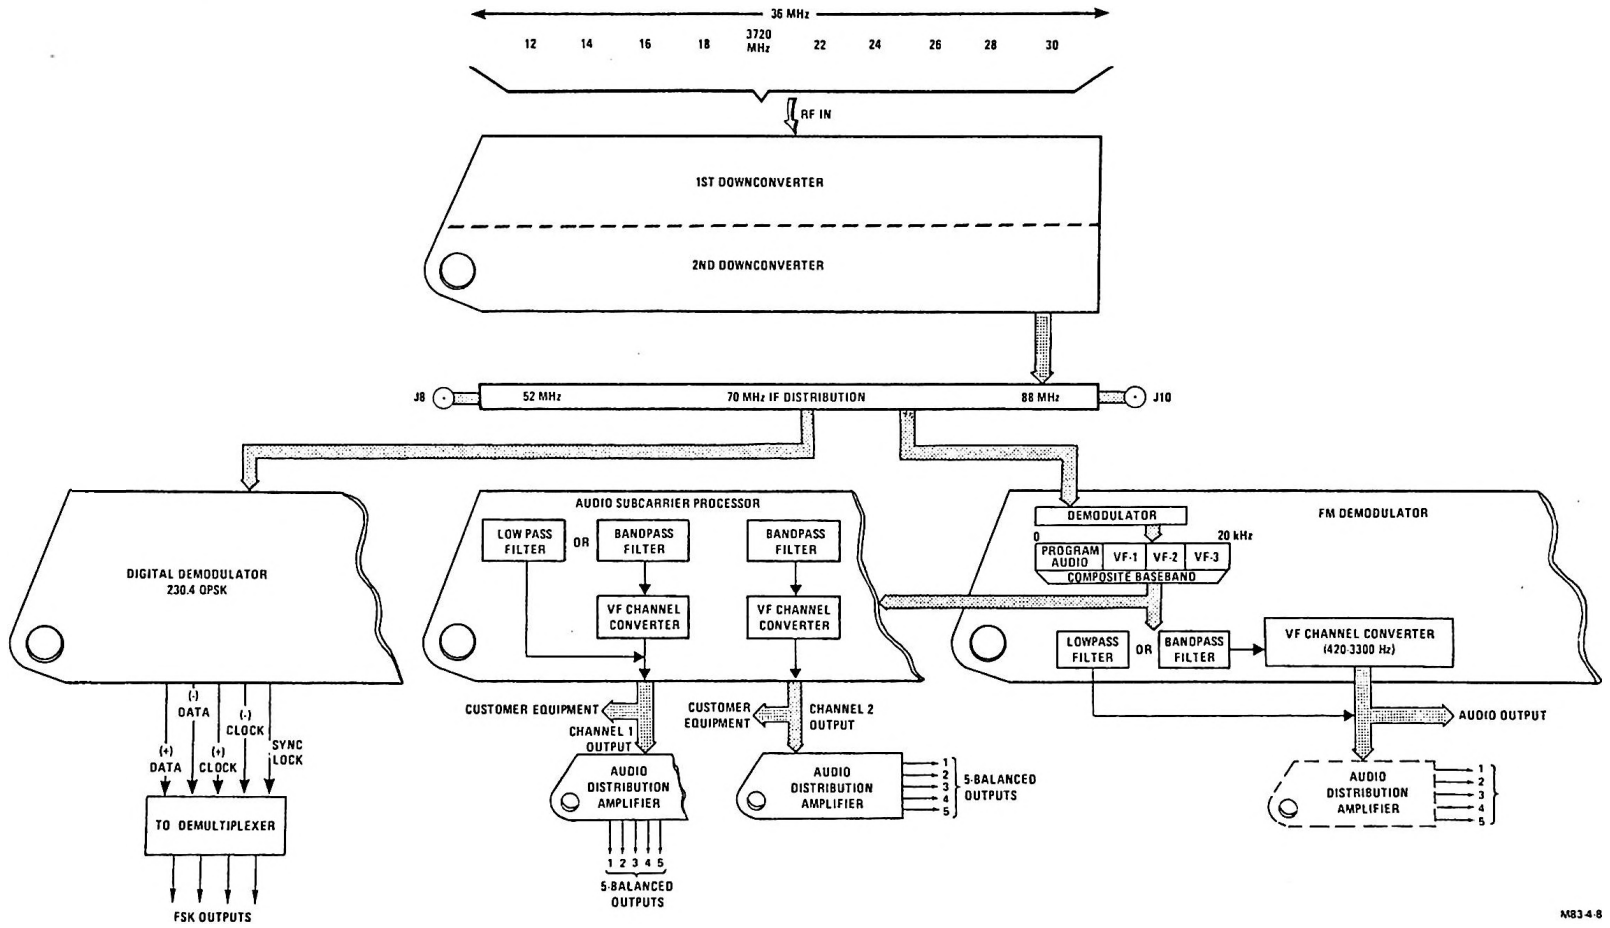 36 MHz
12 14 16 18 3720 MHz 22 24 26 28 30
RF IN
1ST DOWNCONVERTER
2ND DOWNCONVERTER
J8
52 MHz
70 MHz IF DISTRIBUTION
88 MHz
J10
DIGITAL DEMODULATOR
230.4 QPSK
(+)
DATA
(-)
DATA
(+)
CLOCK
(-)
CLOCK
SYNC
LOCK
TO DEMULTIPLEXER
FSK OUTPUTS
AUDIO SUBCARRIER PROCESSOR
LOW PASS
FILTER
OR
BANDPASS
FILTER
BANDPASS
FILTER
VF CHANNEL
CONVERTER
VF CHANNEL
CONVERTER
CUSTOMER EQUIPMENT
CHANNEL 1
OUTPUT
CUSTOMER
EQUIPMENT
CHANNEL 2
OUTPUT
AUDIO
DISTRIBUTION
AMPLIFIER
1 2 3 4 5
5-BALANCED
OUTPUTS
AUDIO
DISTRIBUTION
AMPLIFIER
1
2
3
4
5
5-BALANCED
OUTPUTS
FM DEMODULATOR
DEMODULATOR
0
20 kHz
PROGRAM
AUDIO
VF-1
VF-2
VF-3
COMPOSITE BASEBAND
LOWPASS
FILTER
OR
BANDPASS
FILTER
VF CHANNEL CONVERTER
(420-3300 Hz)
AUDIO OUTPUT
AUDIO
DISTRIBUTION
AMPLIFIER
1
2
3
4
5
M83-4-8